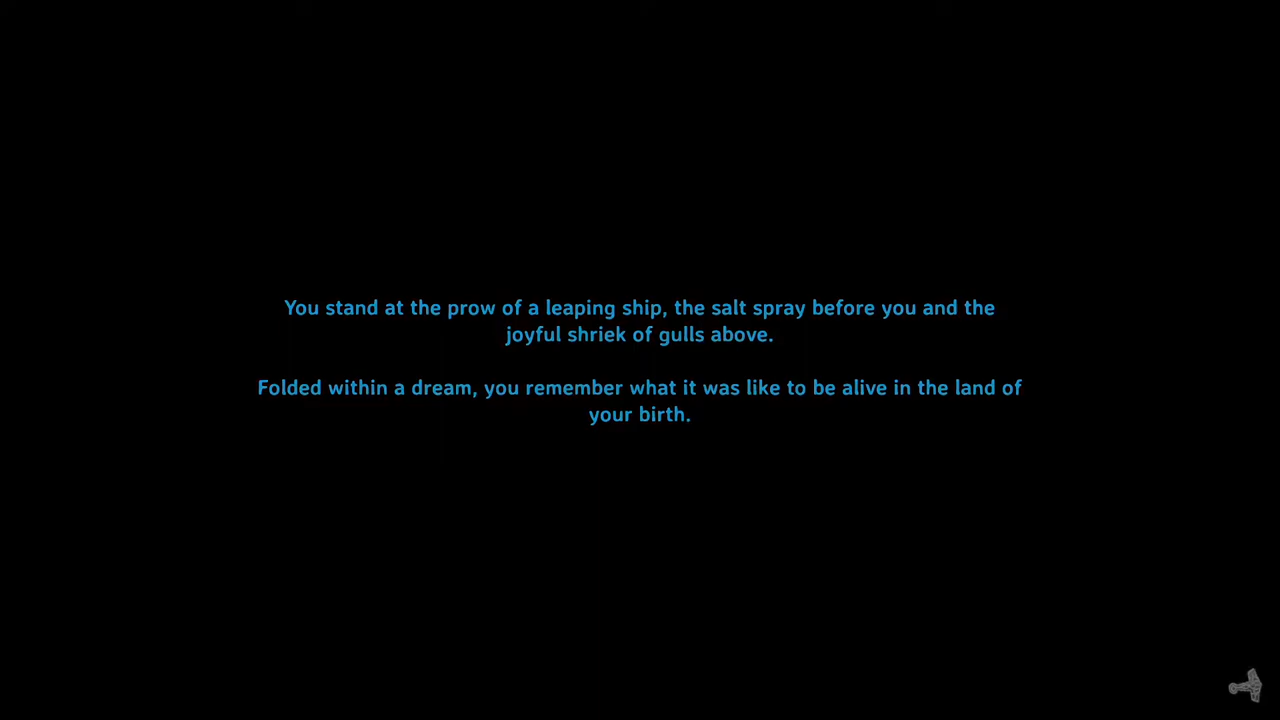 You stand at the prow of a leaping ship, the salt spray before you and the
joyful shriek of gulls above.
Folded within a dream, you remember what it was like to be alive in the land of
your birth.